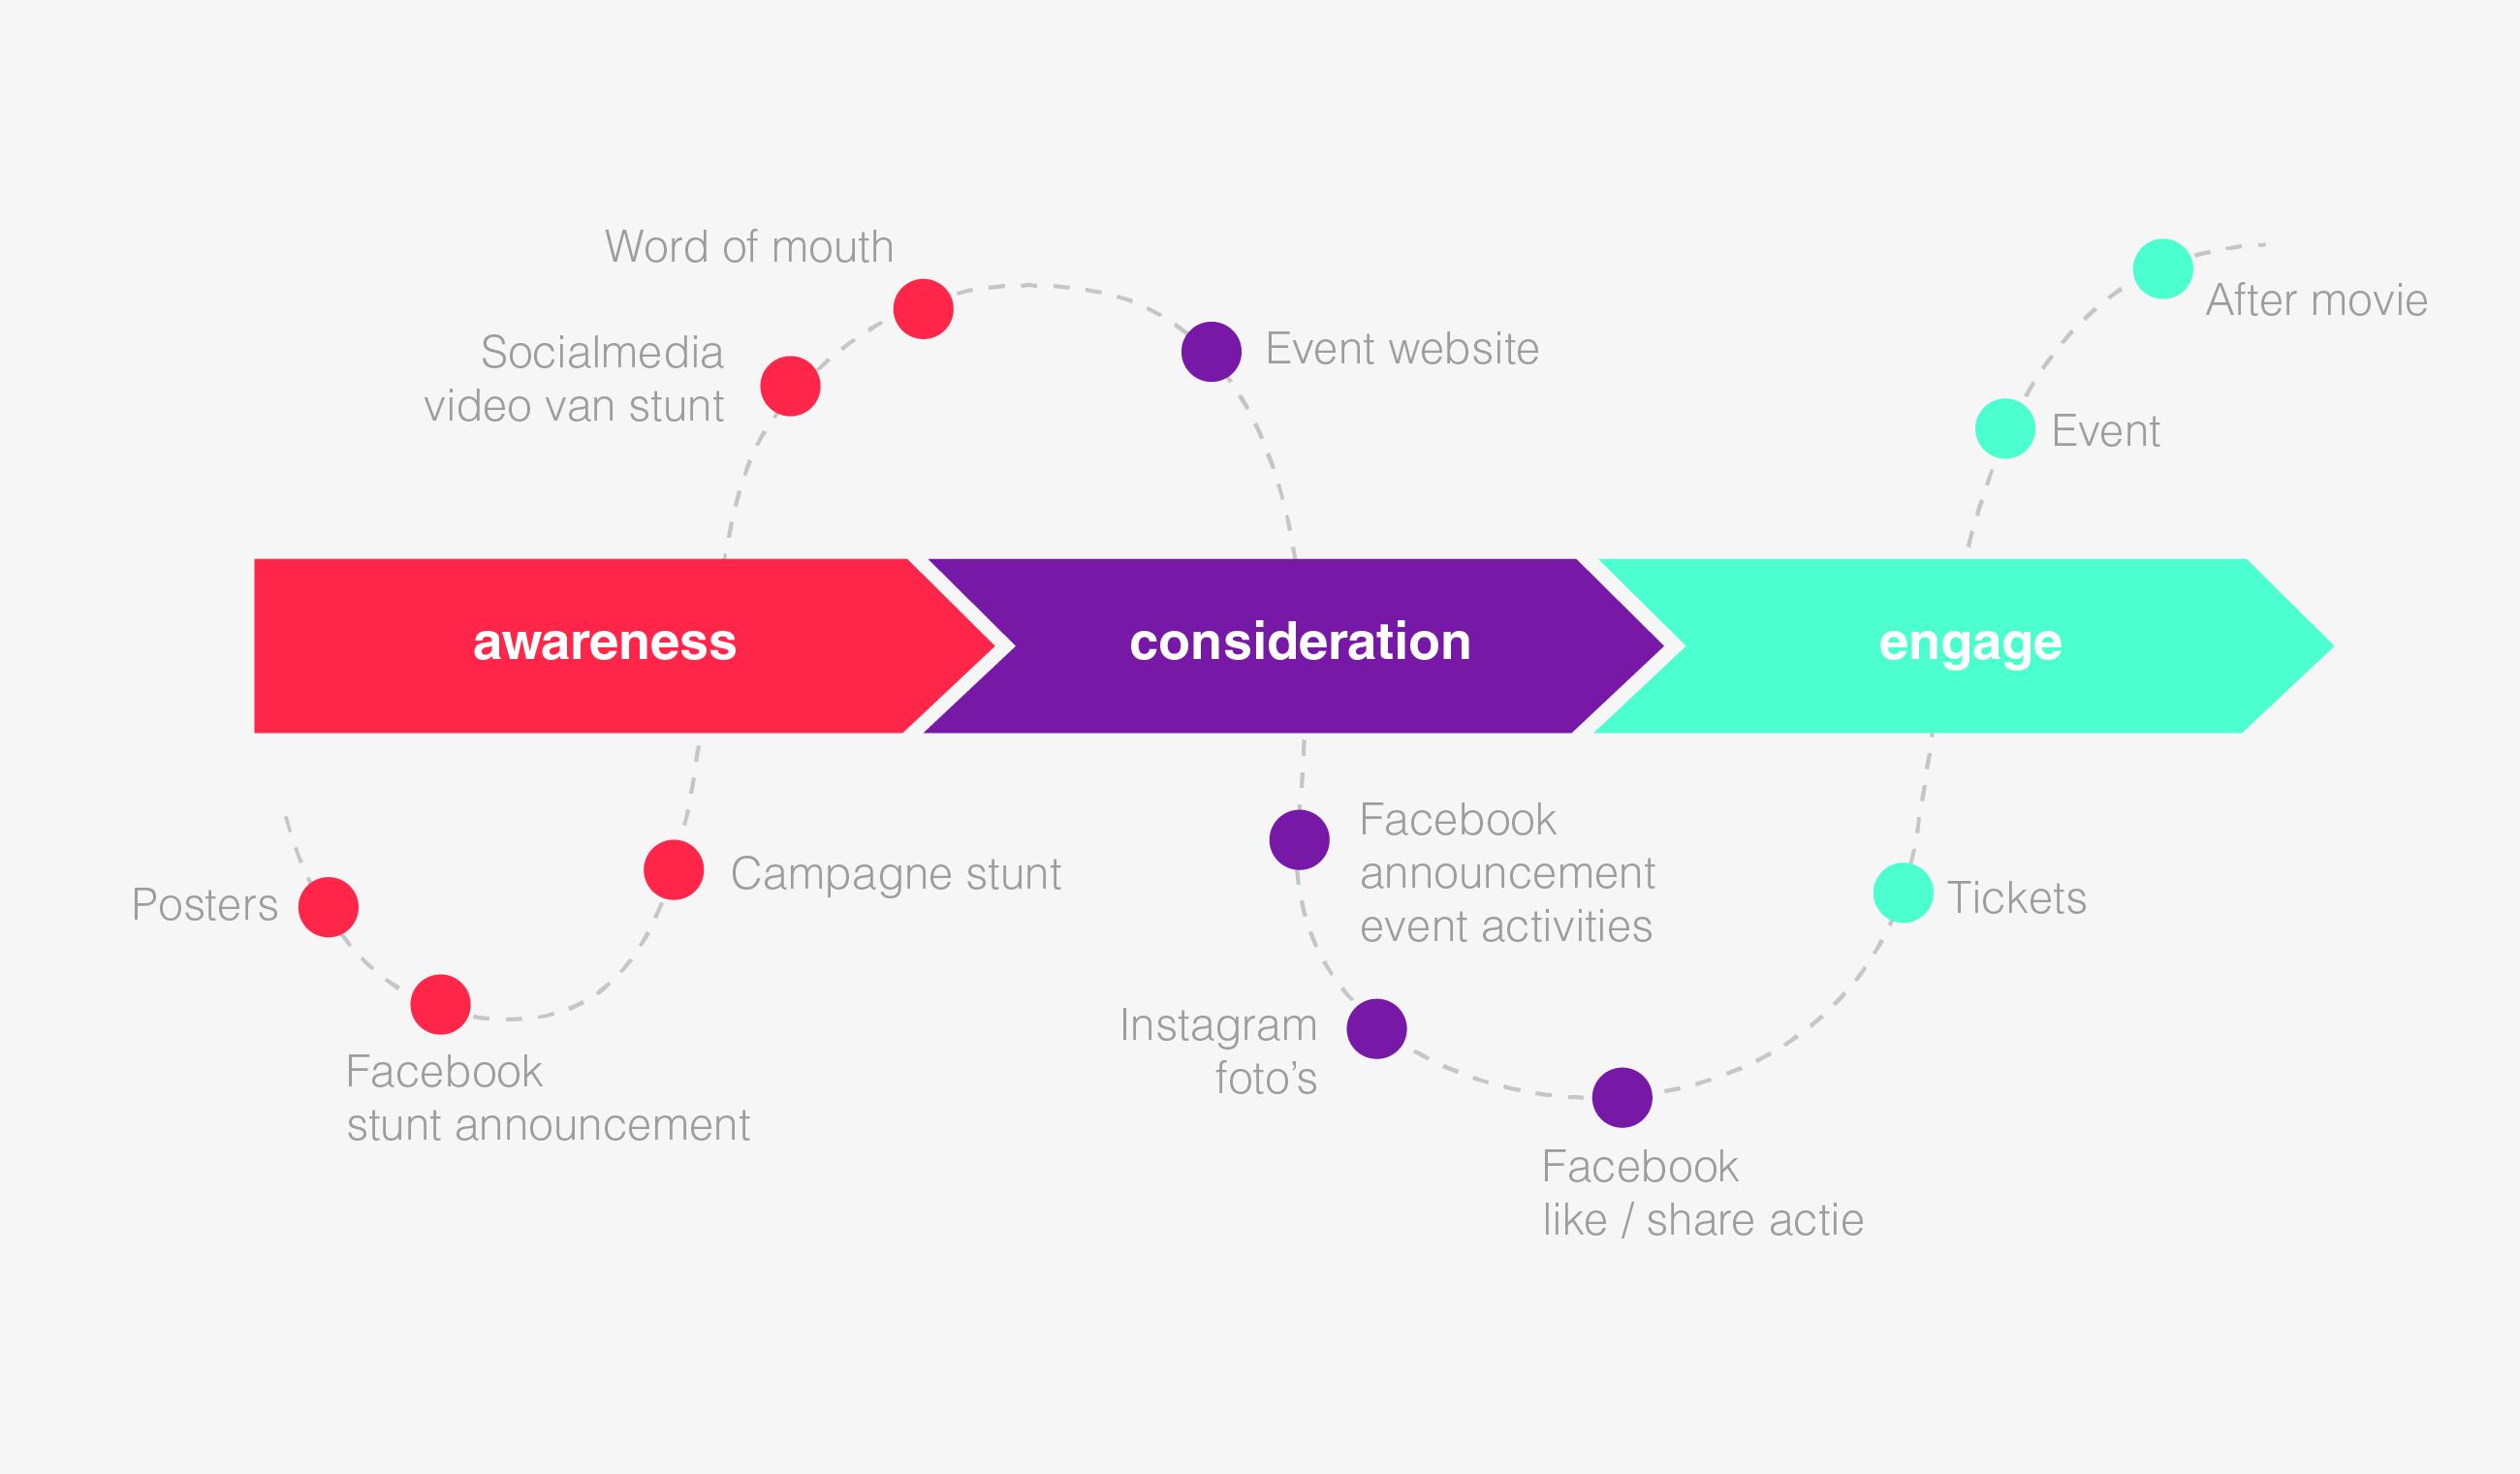 Word of mouth
Socialmedia
video van stunt
Event website
After movie
Event
awareness
consideration
engage
Posters
Campagne stunt
Facebook
stunt announcement
Facebook
announcement
event activities
Instagram
foto’s
Tickets
Facebook
like / share actie